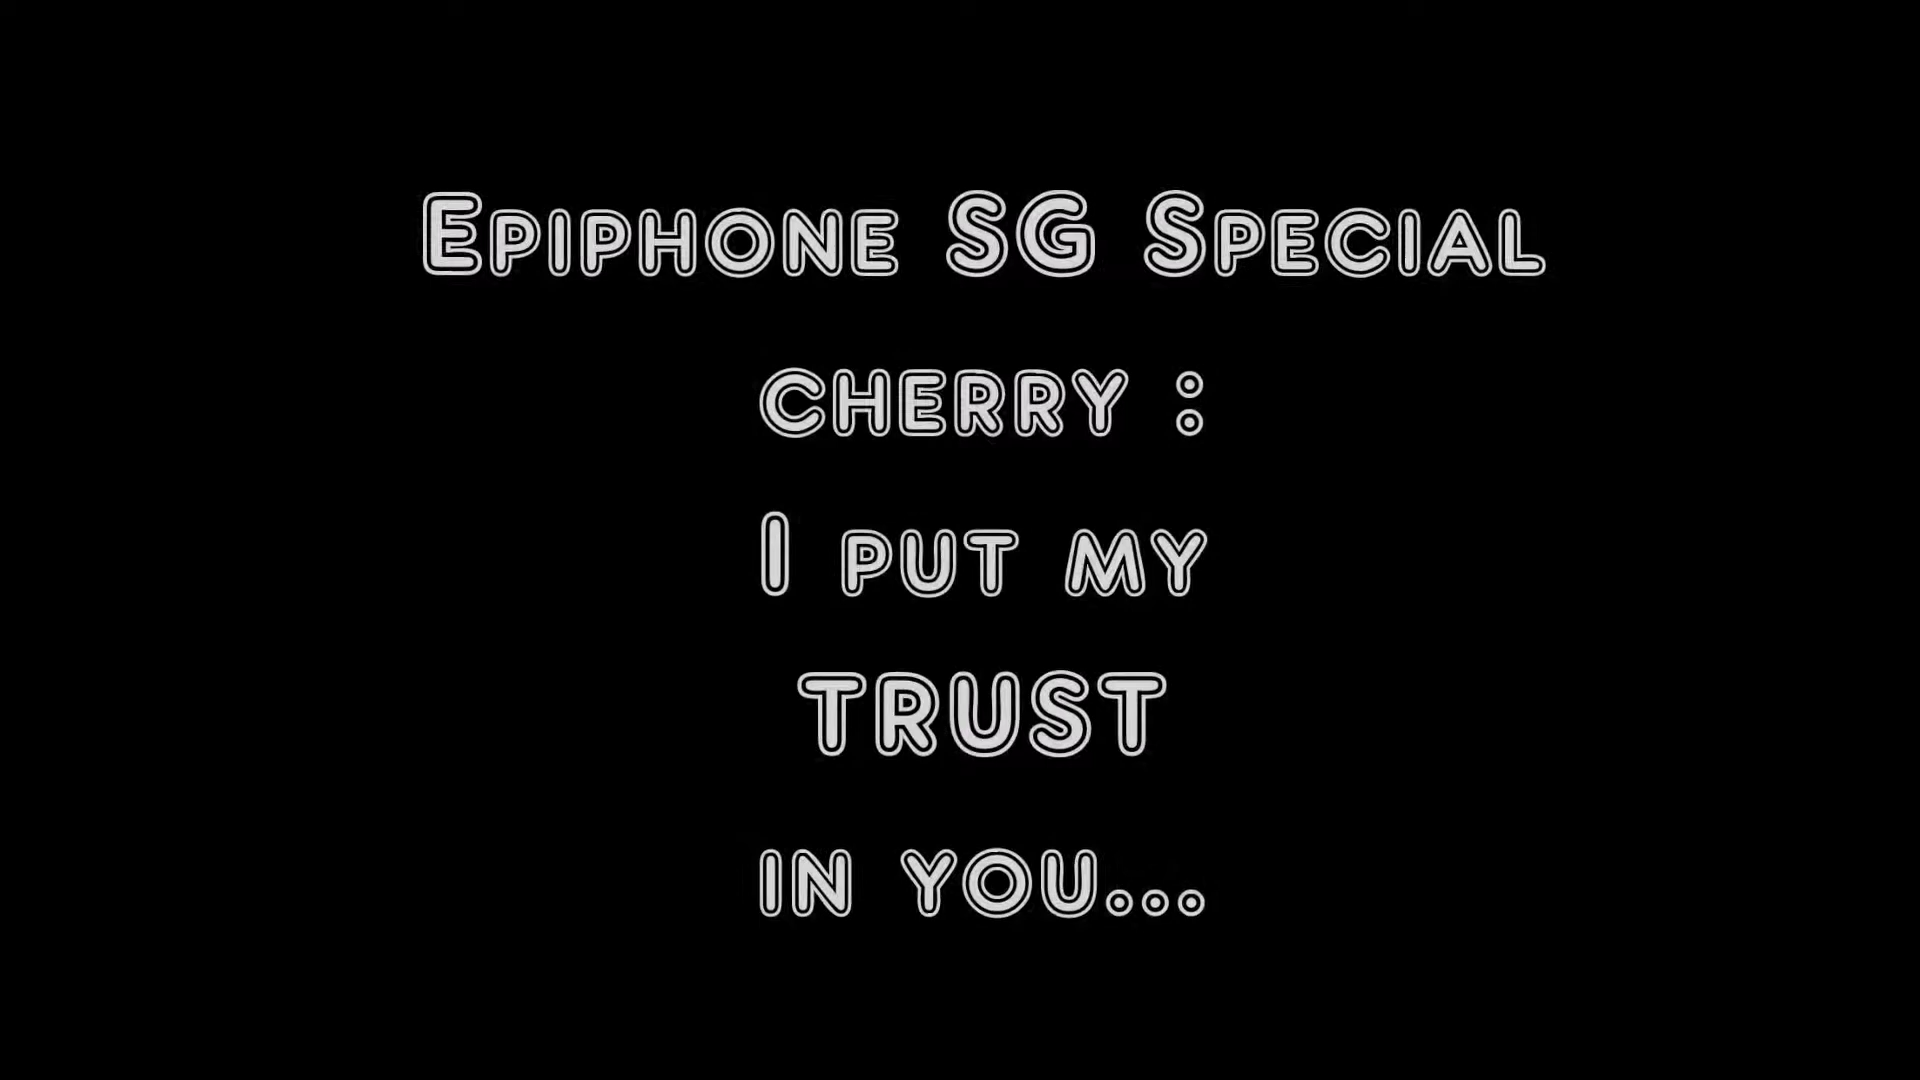 Epiphone SG Special
cherry :
I put my
TRUST
in you...